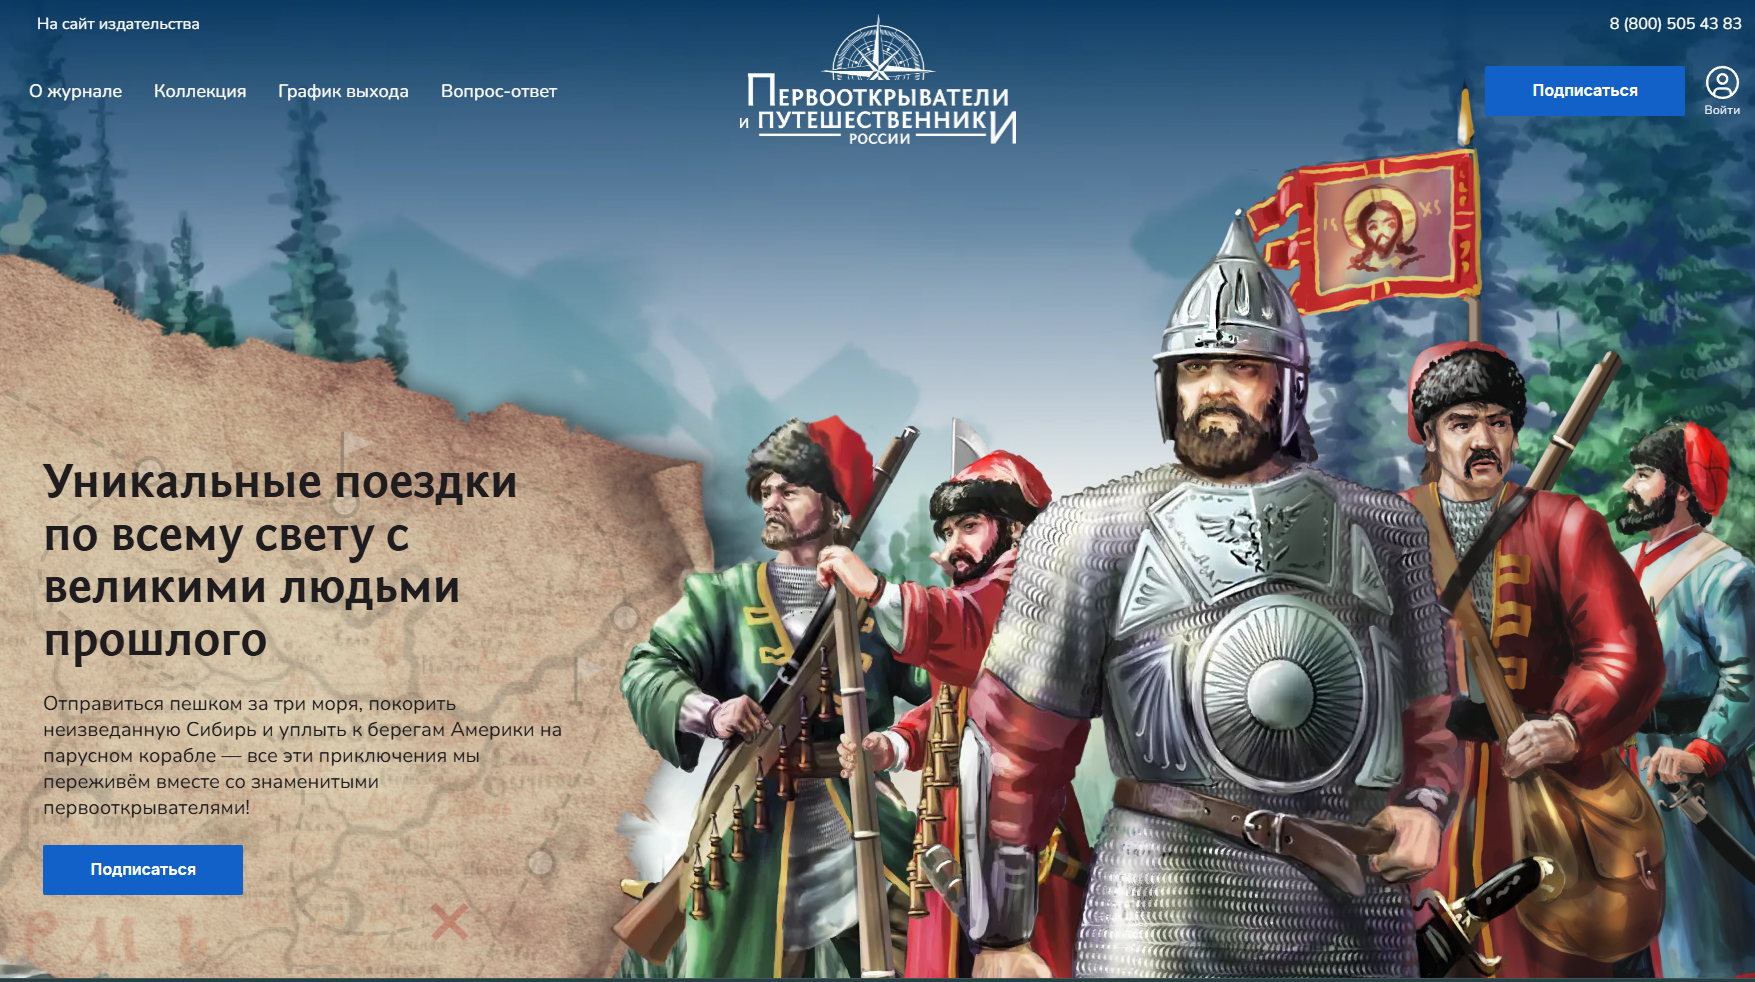 На сайт издательства
8 (800) 505 43 83
О журнале
Коллекция
График выхода
Вопрос-ответ
ПЕРВООТКРЫВАТЕЛИ
И ПУТЕШЕСТВЕННИКИ
РОССИИ
Подписаться
Войти
Уникальные поездки
по всему свету с
великими людьми
прошлого
Отправиться пешком за три моря, покорить
неизведанную Сибирь и уплыть к берегам Америки на
парусном корабле — все эти приключения мы
переживём вместе со знаменитыми
первооткрывателями!
Подписаться